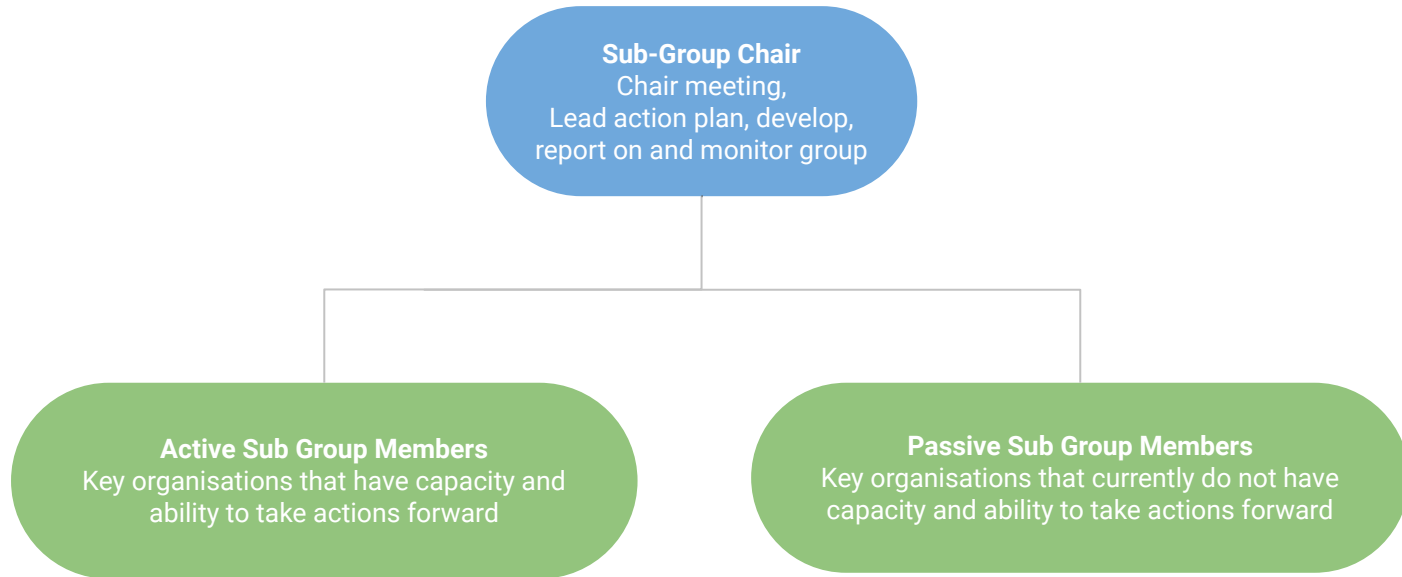 Sub-Group Chair
Chair meeting,
Lead action plan, develop,
report on and monitor group
Active Sub Group Members
Key organisations that have capacity and
ability to take actions forward
Passive Sub Group Members
Key organisations that currently do not have
capacity and ability to take actions forward